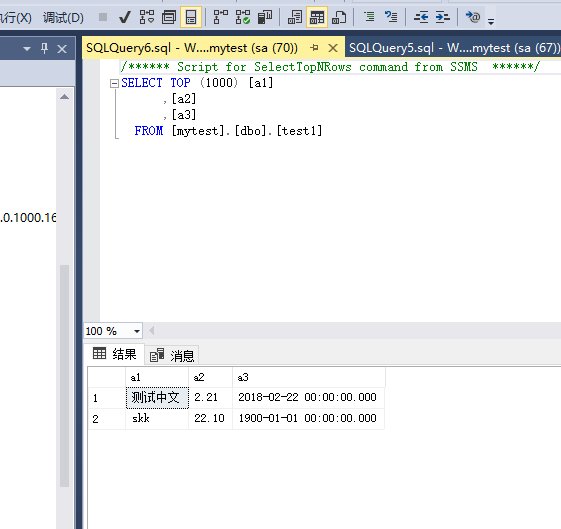 执行(X) 调试(D)
SQLQuery6.sql - W....mytest (sa (70)) SQLQuery5.sql - W....mytest (sa (67))
/****** Script for SelectTopNRows command from SSMS ******/
SELECT TOP (1000) [a1]
,[a2]
,[a3]
FROM [mytest].[dbo].[test1]
.0.1000.16
100 %
结果 消息
a1 a2 a3
1 测试中文 2.21 2018-02-22 00:00:00.000
2 skk 22.10 1900-01-01 00:00:00.000